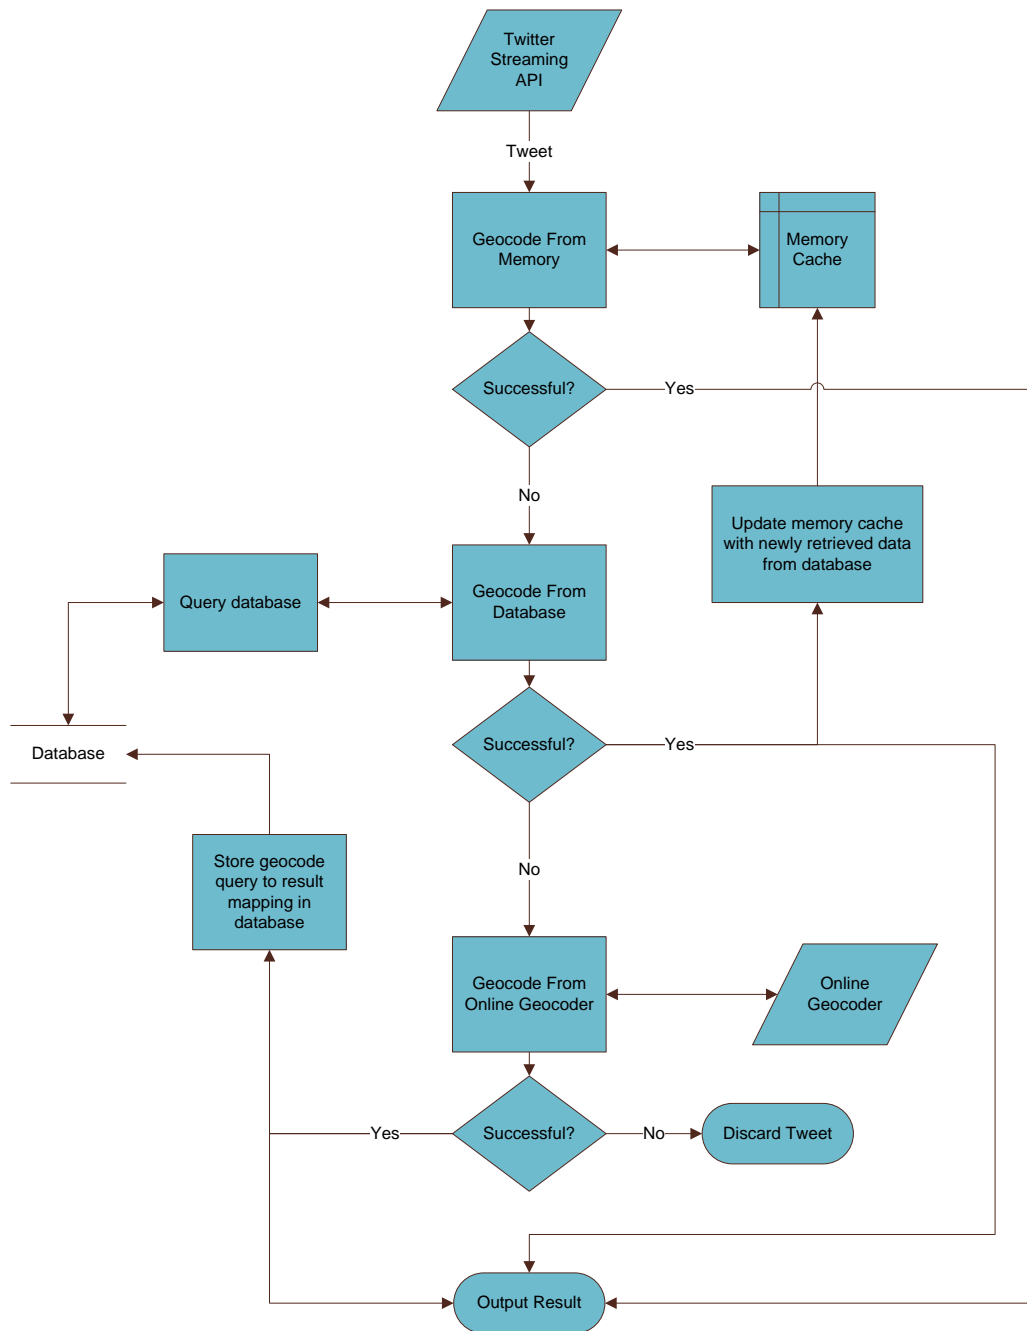 Twitter
Streaming
API
Tweet
Geocode From
Memory
Memory
Cache
Successful?
Yes
No
Update memory cache
with newly retrieved data
from database
Query database
Geocode From
Database
Database
Successful?
Yes
No
Store geocode
query to result
mapping in
database
Geocode From
Online Geocoder
Online
Geocoder
Yes
Successful?
No
Discard Tweet
Output Result